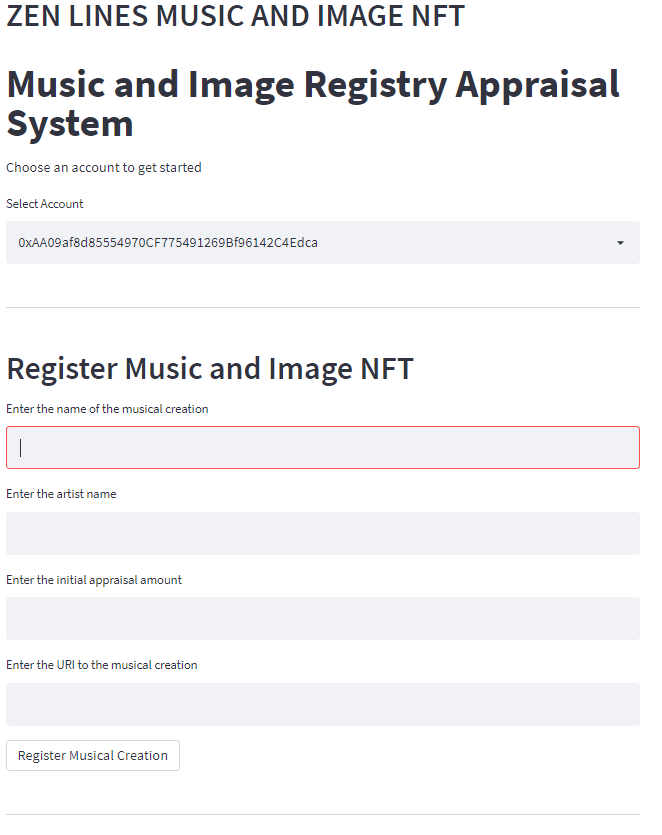 ZEN LINES MUSIC AND IMAGE NFT
Music and Image Registry Appraisal
System
Choose an account to get started
Select Account
0xAA09af8d85554970CF775491269Bf96142C4Edca
Register Music and Image NFT
Enter the name of the musical creation
Enter the artist name
Enter the initial appraisal amount
Enter the URI to the musical creation
Register Musical Creation